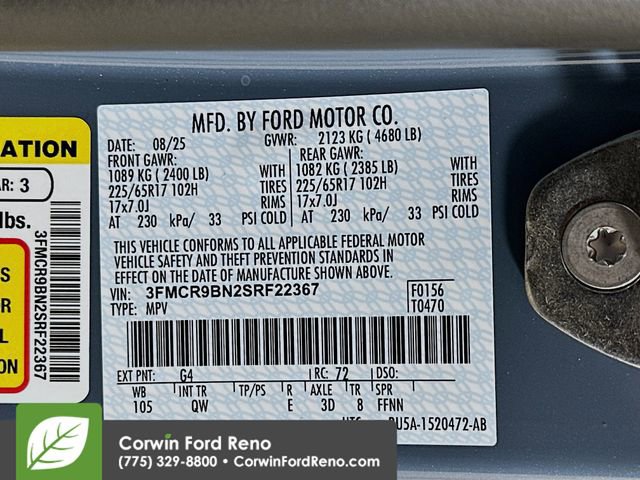 MFD. BY FORD MOTOR CO.
DATE: 08/25 GVWR: 2123 KG ( 4680 LB)
FRONT GAWR: REAR GAWR:
1089 KG ( 2400 LB) WITH 1082 KG ( 2385 LB) WITH
225/65R17 102H TIRES 225/65R17 102H TIRES
17x7.0J RIMS 17x7.0J RIMS
AT 230 kPa/ 33 PSI COLD AT 230 kPa/ 33 PSI COLD
THIS VEHICLE CONFORMS TO ALL APPLICABLE FEDERAL MOTOR
VEHICLE SAFETY AND THEFT PREVENTION STANDARDS IN
EFFECT ON THE DATE OF MANUFACTURE SHOWN ABOVE.
VIN: 3FMCR9BN2SRF22367 F0156
TYPE: MPV T0470
EXT PNT: G4 RC: 72 DSO:
WB INT TR TP/PS R AXLE TR SPR
105 QW E 3D 8 FFNN
U5A-1520472-AB
ATION
AR: 3
lbs.
3FMCR9BN2SRF22367
S
R
L
ON
Corwin Ford Reno
(775) 329-8800 • CorwinFordReno.com